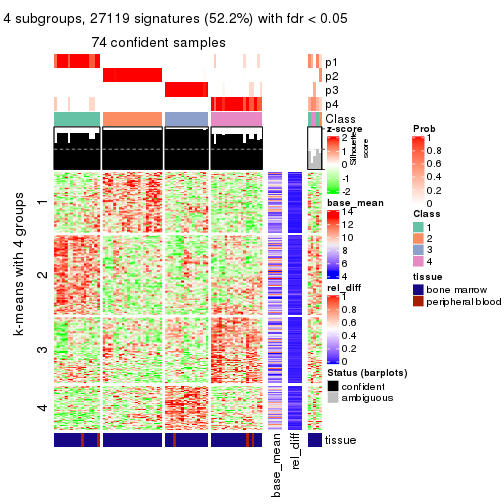 4 subgroups, 27119 signatures (52.2%) with fdr < 0.05
74 confident samples
p1
p2
p3
p4
Class
Silhouette
score
k-means with 4 groups
1
2
3
4
tissue
base_mean
rel_diff
z-score
2
1
0
-1
-2
base_mean
14
12
10
8
6
4
rel_diff
1
0.8
0.6
0.4
0.2
0
Status (barplots)
confident
ambiguous
Prob
1
0.8
0.6
0.4
0.2
0
Class
1
2
3
4
tissue
bone marrow
peripheral blood